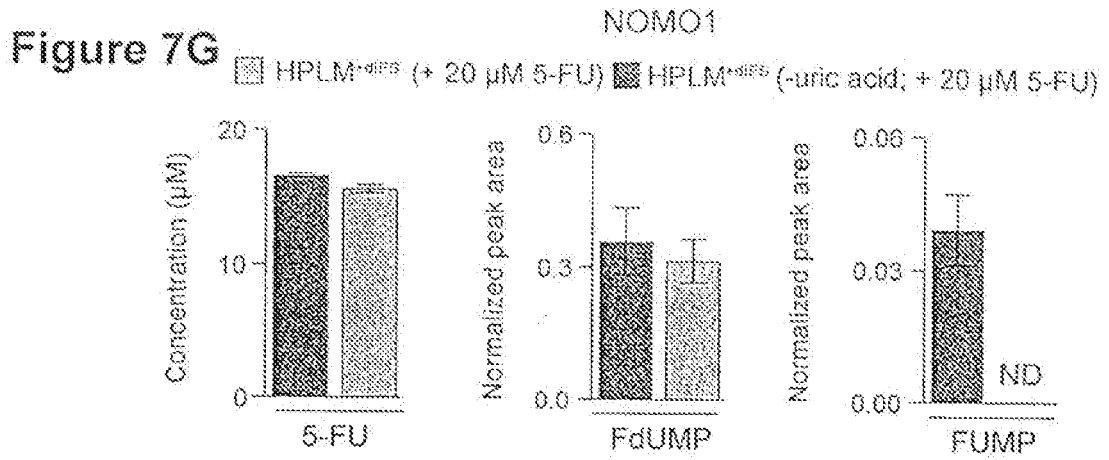 Figure 7G
NOMO1
HPLM+dIFS (+ 20 µM 5-FU) HPLM+dIFS (-uric acid; + 20 µM 5-FU)
Concentration (µM)
20
10
0
5-FU
Normalized peak area
0.6
0.3
0.0
FdUMP
Normalized peak area
0.06
0.03
0.00
ND
FUMP